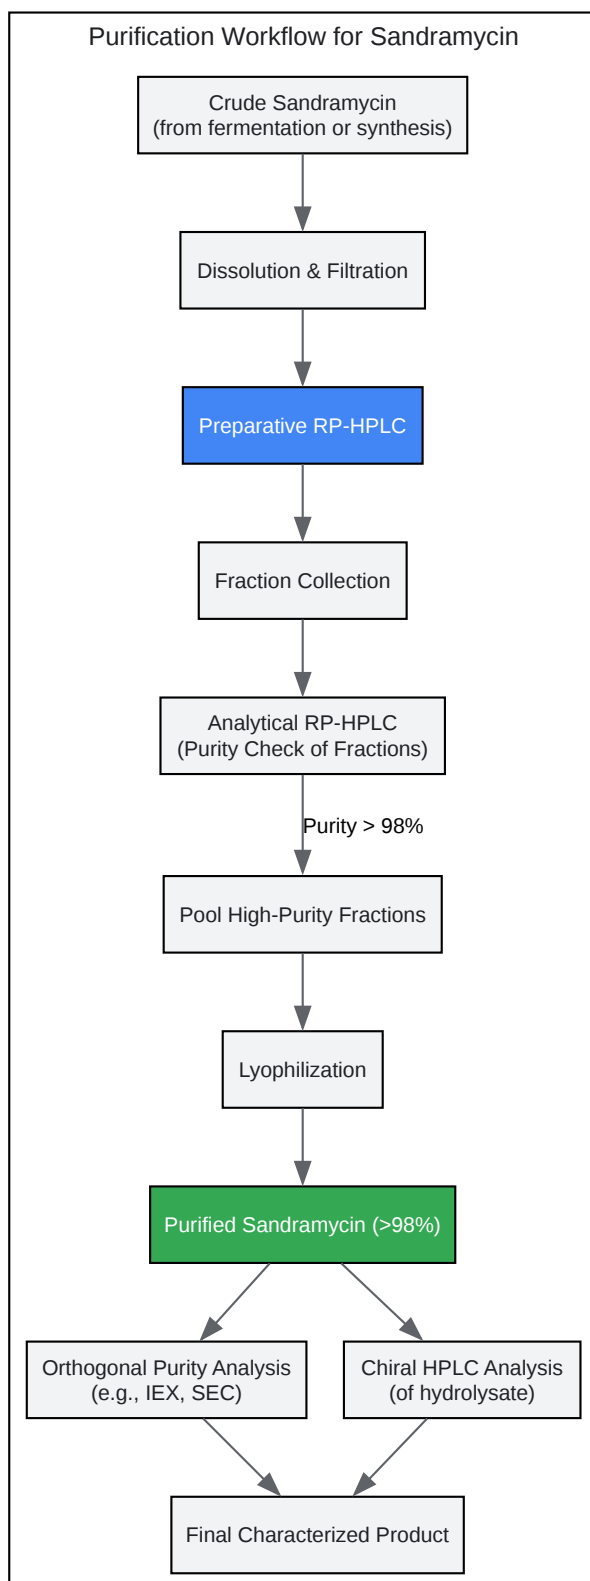 Purification Workflow for Sandramycin
Crude Sandramycin
(from fermentation or synthesis)
Dissolution & Filtration
Preparative RP-HPLC
Fraction Collection
Analytical RP-HPLC
(Purity Check of Fractions)
Purity > 98%
Pool High-Purity Fractions
Lyophilization
Purified Sandramycin (>98%)
Orthogonal Purity Analysis
(e.g., IEX, SEC)
Chiral HPLC Analysis
(of hydrolysate)
Final Characterized Product